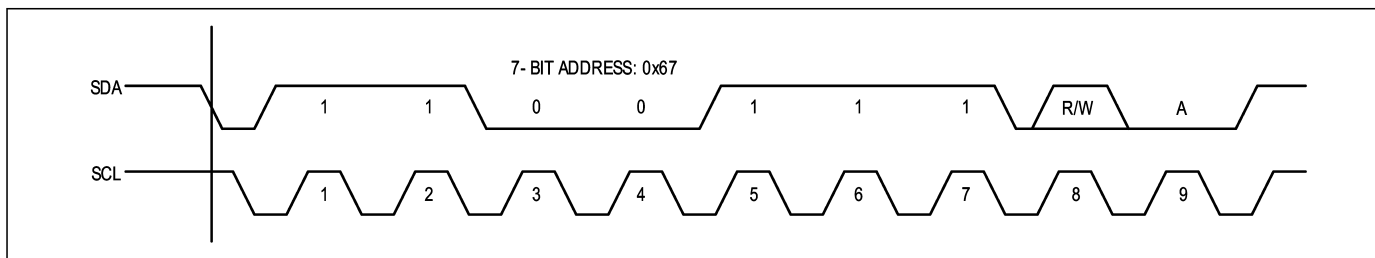 7- BIT ADDRESS: 0x67
SDA
1 1 0 0 1 1 1 R/W A
SCL
1 2 3 4 5 6 7 8 9